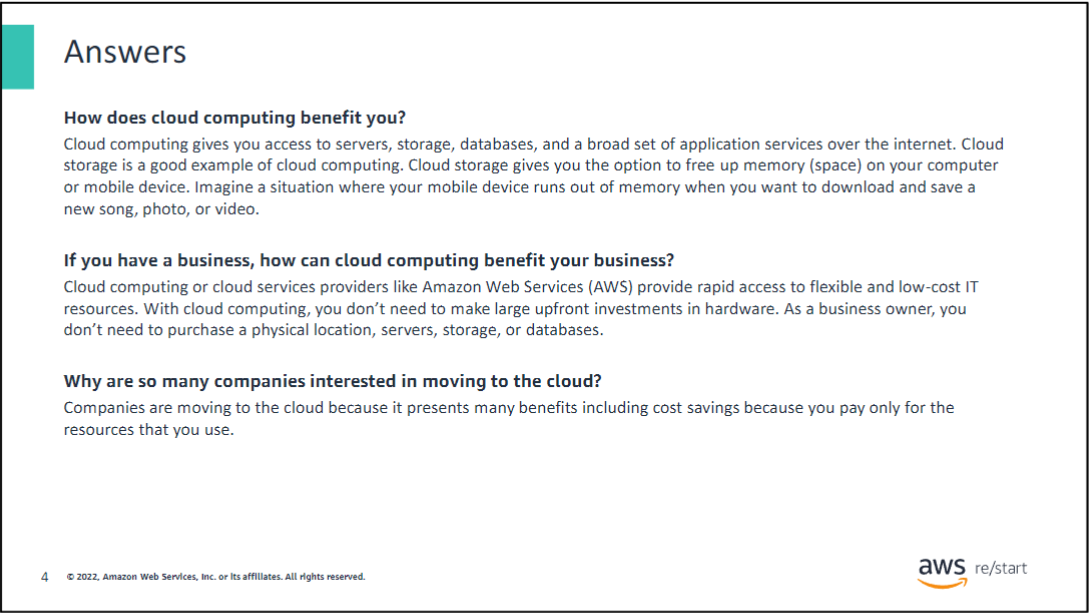 Answers
How does cloud computing benefit you?
Cloud computing gives you access to servers, storage, databases, and a broad set of application services over the internet. Cloud
storage is a good example of cloud computing. Cloud storage gives you the option to free up memory (space) on your computer
or mobile device. Imagine a situation where your mobile device runs out of memory when you want to download and save a
new song, photo, or video.
If you have a business, how can cloud computing benefit your business?
Cloud computing or cloud services providers like Amazon Web Services (AWS) provide rapid access to flexible and low-cost IT
resources. With cloud computing, you don’t need to make large upfront investments in hardware. As a business owner, you
don’t need to purchase a physical location, servers, storage, or databases.
Why are so many companies interested in moving to the cloud?
Companies are moving to the cloud because it presents many benefits including cost savings because you pay only for the
resources that you use.
4 © 2022, Amazon Web Services, Inc. or its affiliates. All rights reserved.
aws re/start